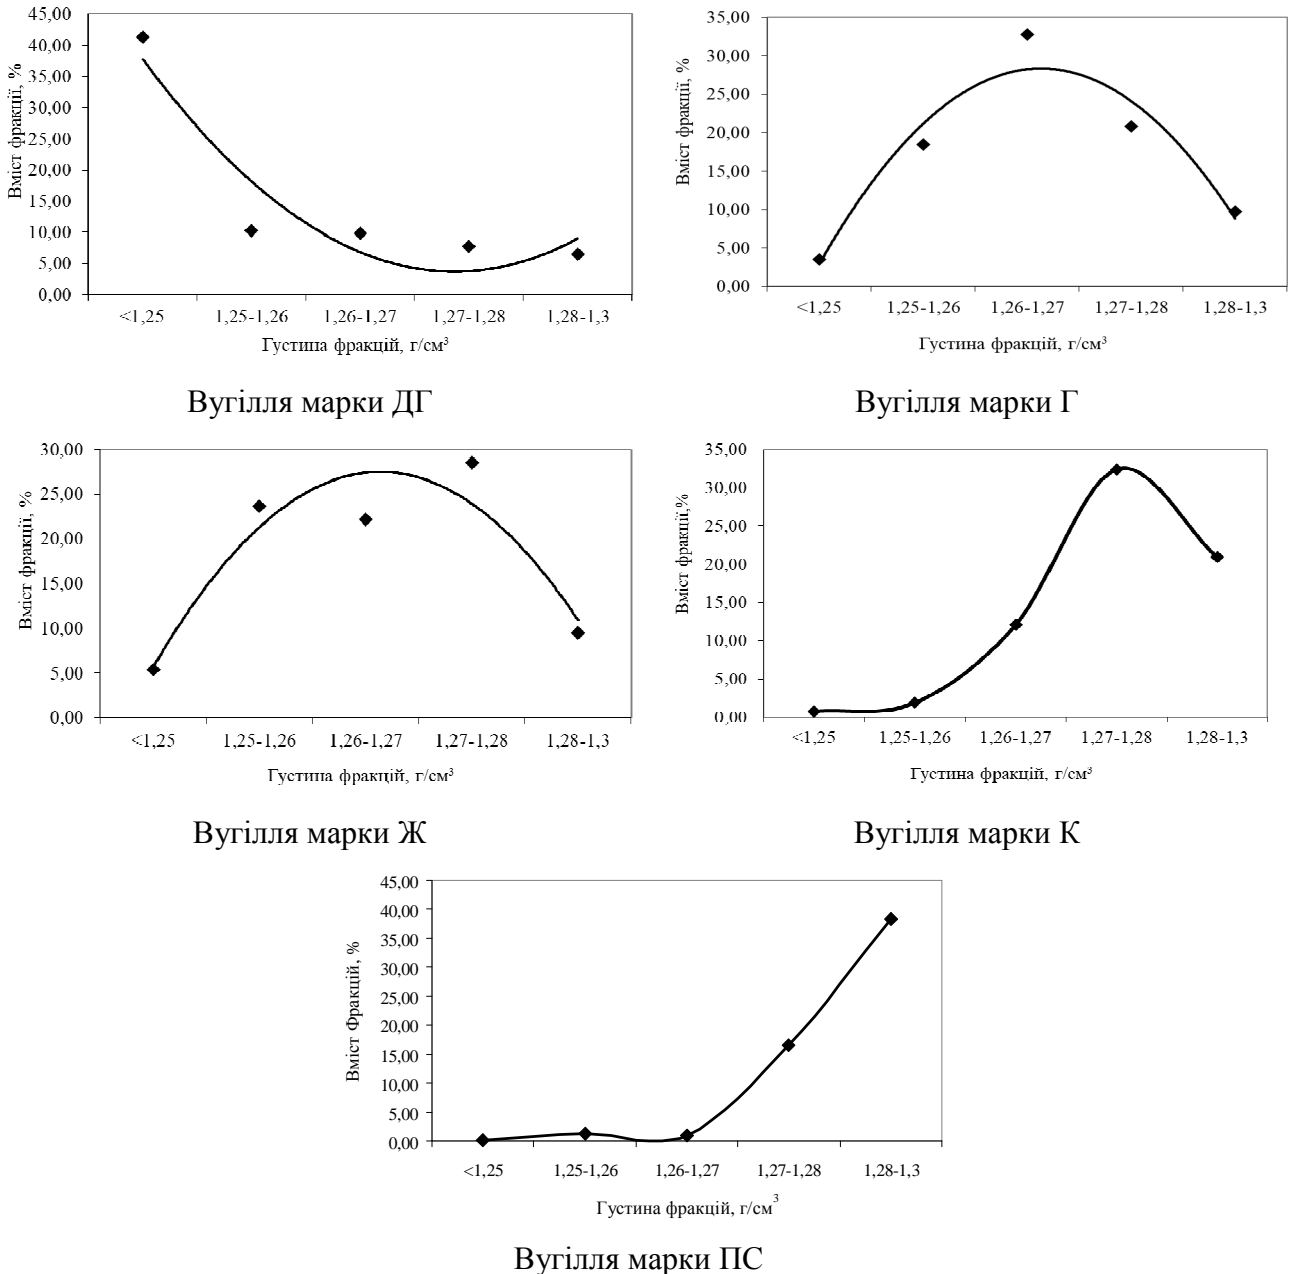 45,00
40,00
35,00
30,00
25,00
20,00
15,00
10,00
5,00
0,00
Вміст фракції, %
<1,25 1,25-1,26 1,26-1,27 1,27-1,28 1,28-1,3
Густина фракцій, г/см³
Вугілля марки ДГ
35,00
30,00
25,00
20,00
15,00
10,00
5,00
0,00
Вміст фракції, %
<1,25 1,25-1,26 1,26-1,27 1,27-1,28 1,28-1,3
Густина фракцій, г/см³
Вугілля марки Г
30,00
25,00
20,00
15,00
10,00
5,00
0,00
Вміст фракції, %
<1,25 1,25-1,26 1,26-1,27 1,27-1,28 1,28-1,3
Густина фракцій, г/см³
Вугілля марки Ж
35,00
30,00
25,00
20,00
15,00
10,00
5,00
0,00
Вміст фракції,%
<1,25 1,25-1,26 1,26-1,27 1,27-1,28 1,28-1,3
Густина фракцій, г/см³
Вугілля марки К
45,00
40,00
35,00
30,00
25,00
20,00
15,00
10,00
5,00
0,00
Вміст Фракцій, %
<1,25 1,25-1,26 1,26-1,27 1,27-1,28 1,28-1,3
Густина фракцій, г/см³
Вугілля марки ПС